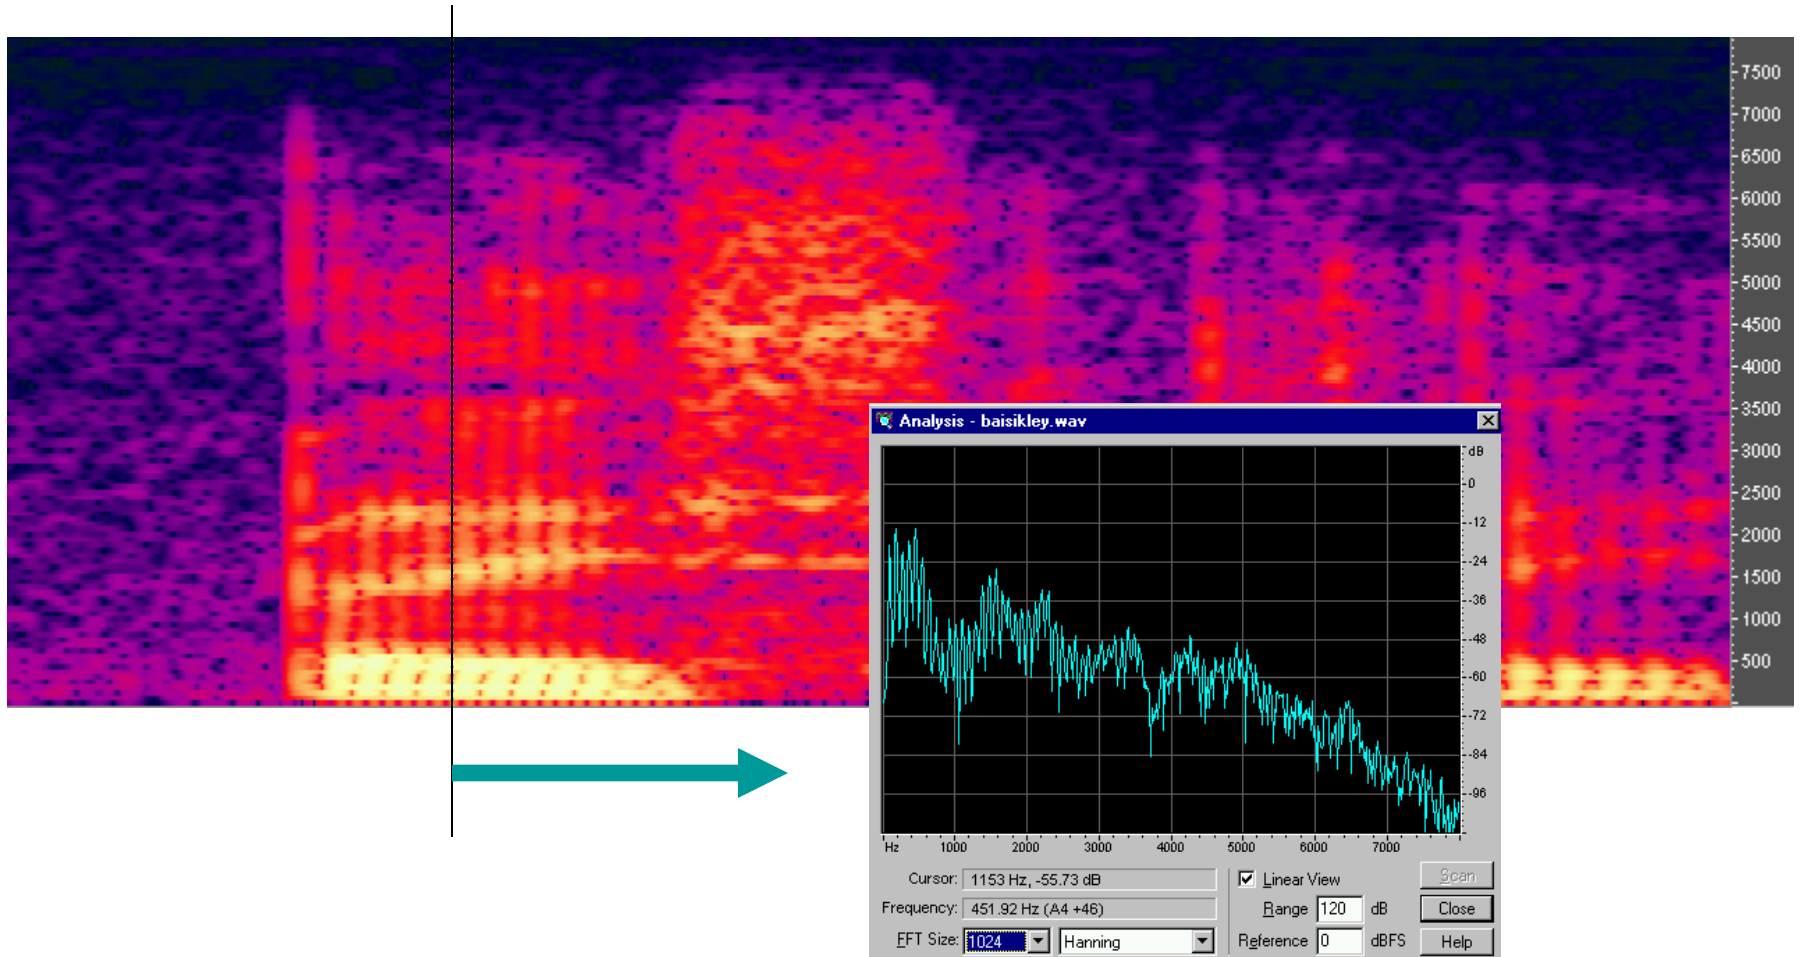 7500
7000
6500
6000
5500
5000
4500
4000
3500
3000
2500
2000
1500
1000
500
Analysis - baisikley.wav
dB
-0
-12
-24
-36
-48
-60
-72
-84
-96
Hz 1000 2000 3000 4000 5000 6000 7000
Cursor: 1153 Hz, -55.73 dB
Linear View
Scan
Frequency: 451.92 Hz (A4 +46)
Range 120 dB
Close
FFT Size: 1024 Hanning
Reference 0 dBFS
Help